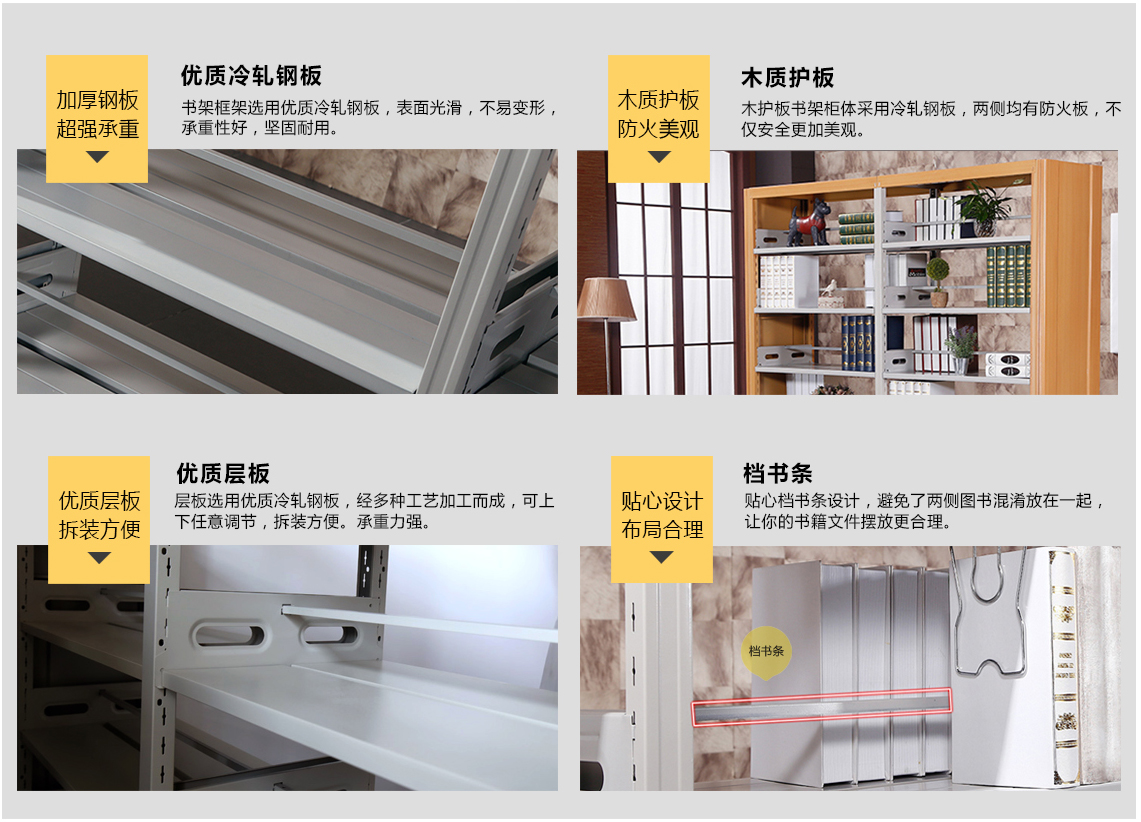 加厚钢板
超强承重
优质冷轧钢板
书架框架选用优质冷轧钢板，表面光滑，不易变形，
承重性好，坚固耐用。
木质护板
防火美观
木质护板
木护板书架柜体采用冷轧钢板，两侧均有防火板，不
仅安全更加美观。
优质层板
拆装方便
优质层板
层板选用优质冷轧钢板，经多种工艺加工而成，可上
下任意调节，拆装方便。承重力强。
贴心设计
布局合理
档书条
贴心档书条设计，避免了两侧图书混淆放在一起，
让你的书籍文件摆放更合理。
档书条